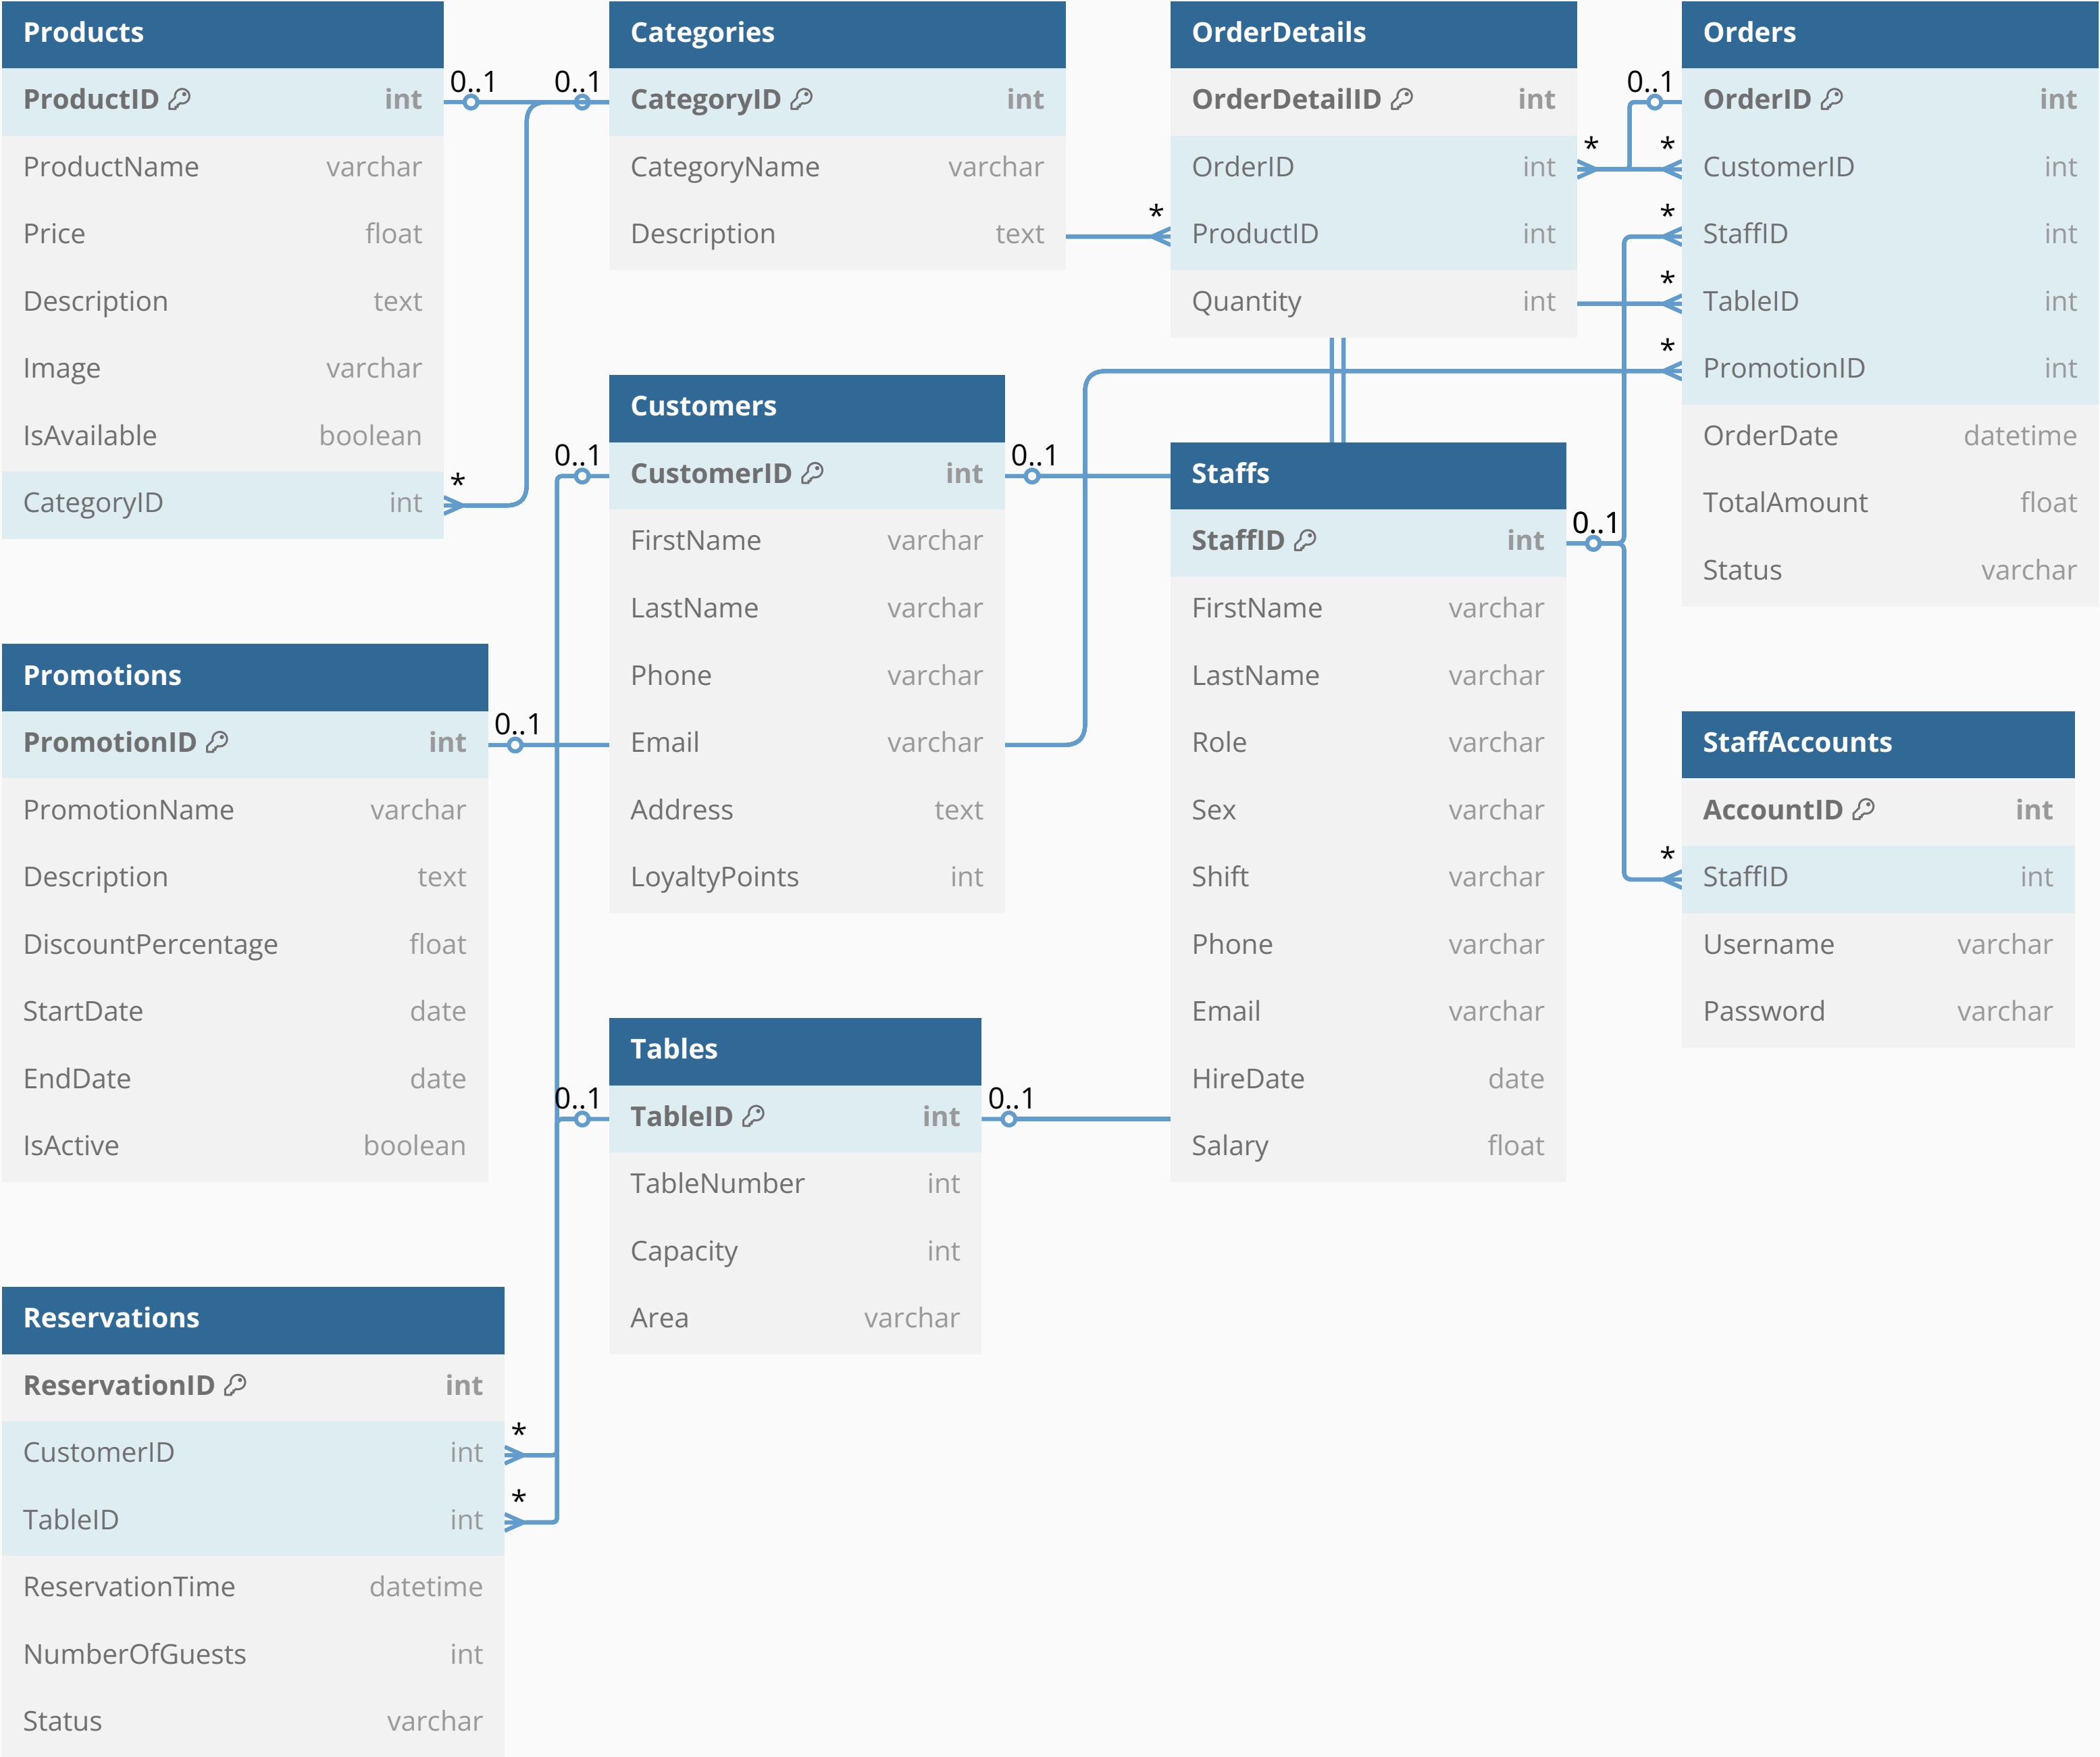 Products
ProductID int
ProductName varchar
Price float
Description text
Image varchar
IsAvailable boolean
CategoryID int
0..1
*
Categories
0..1
CategoryID int
CategoryName varchar
Description text
OrderDetails
OrderDetailID int
OrderID int
*
*
ProductID int
Quantity int
Orders
0..1
OrderID int
*
CustomerID int
*
StaffID int
*
TableID int
*
PromotionID int
OrderDate datetime
TotalAmount float
Status varchar
Customers
0..1
CustomerID int
0..1
FirstName varchar
LastName varchar
Phone varchar
Email varchar
Address text
LoyaltyPoints int
Staffs
StaffID int
0..1
FirstName varchar
LastName varchar
Role varchar
Sex varchar
Shift varchar
Phone varchar
Email varchar
HireDate date
Salary float
Promotions
PromotionID int
0..1
PromotionName varchar
Description text
DiscountPercentage float
StartDate date
EndDate date
IsActive boolean
StaffAccounts
AccountID int
*
StaffID int
Username varchar
Password varchar
Tables
0..1
TableID int
0..1
TableNumber int
Capacity int
Area varchar
Reservations
ReservationID int
CustomerID int
*
TableID int
*
ReservationTime datetime
NumberOfGuests int
Status varchar